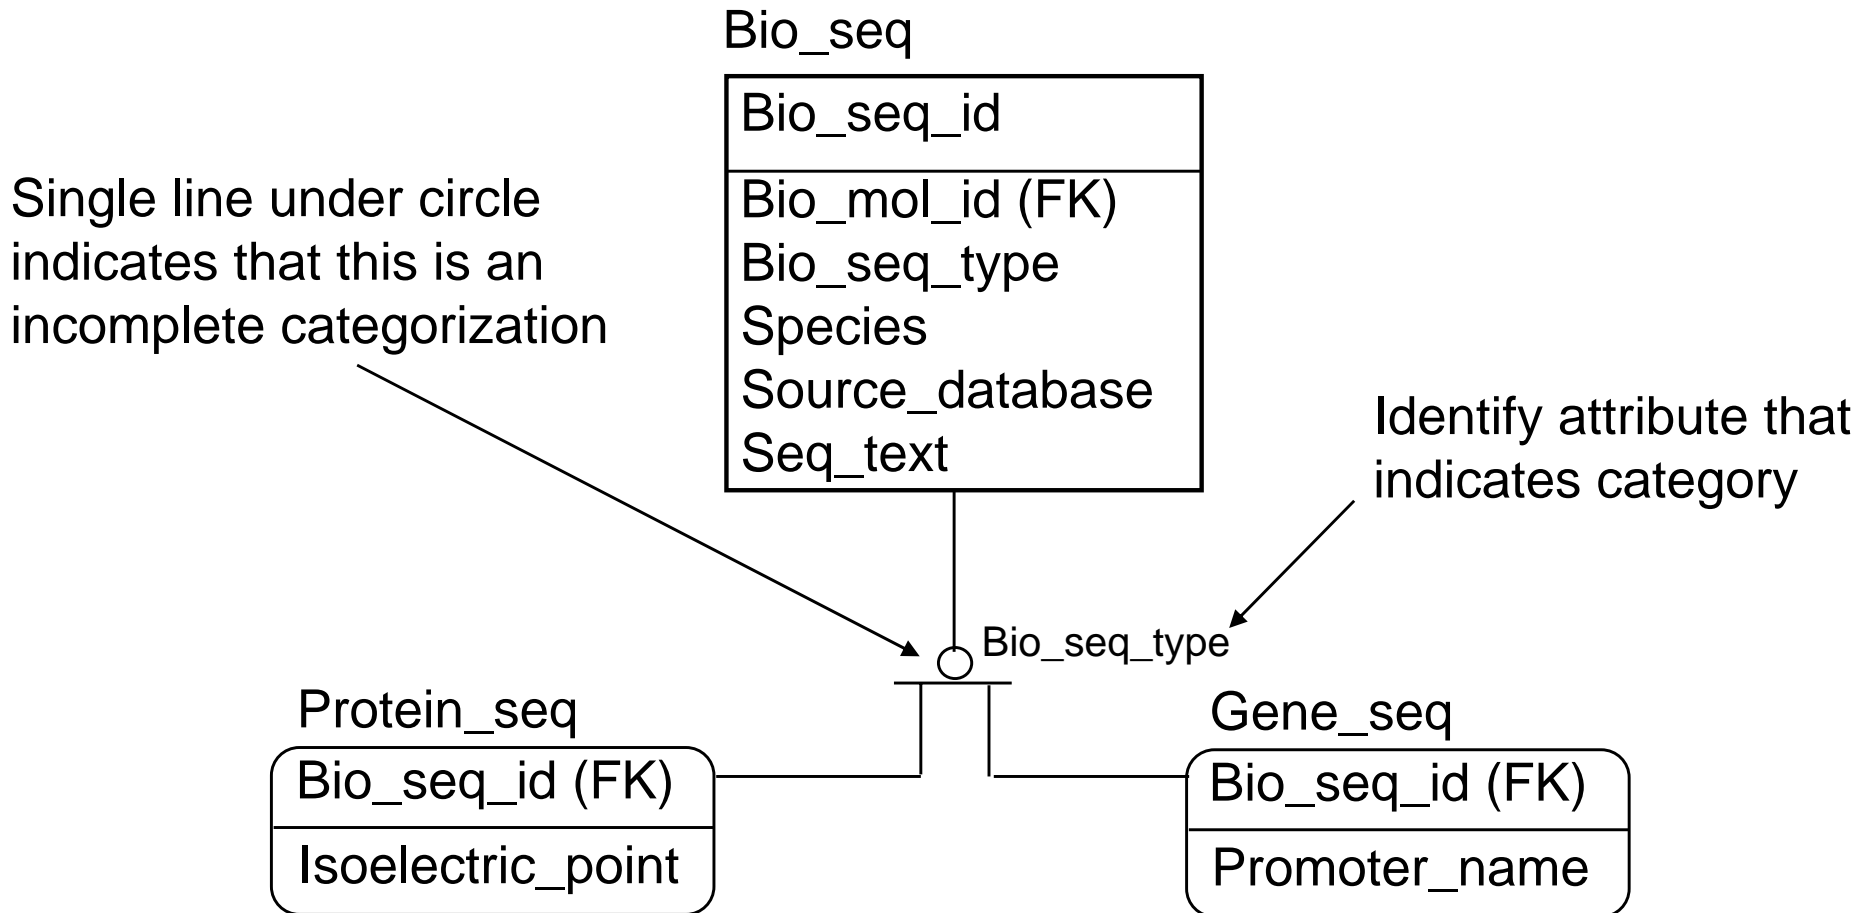 Bio_seq
Bio_seq_id
Bio_mol_id (FK)
Bio_seq_type
Species
Source_database
Seq_text
Single line under circle
indicates that this is an
incomplete categorization
Identify attribute that
indicates category
Bio_seq_type
Protein_seq
Bio_seq_id (FK)
Isoelectric_point
Gene_seq
Bio_seq_id (FK)
Promoter_name